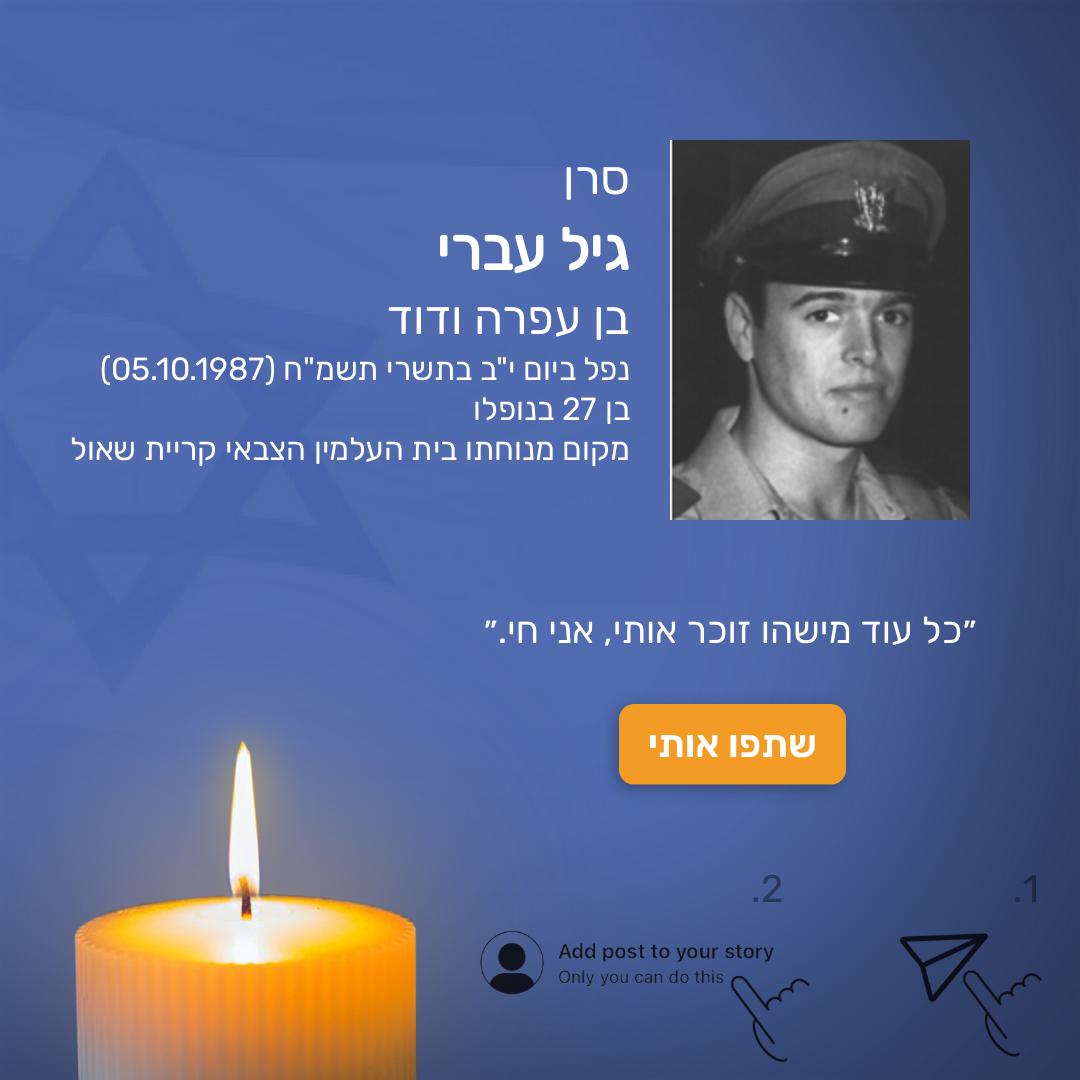 סרן
גיל עברי
בן עפרה ודוד
נפל ביום י"ב בתשרי תשמ"ח (05.10.1987)
בן 27 בנופלו
מקום מנוחתו בית העלמין הצבאי קריית שאול
״כל עוד מישהו זוכר אותי, אני חי.״
שתפו אותי
1.
2.
Add post to your story
Only you can do this